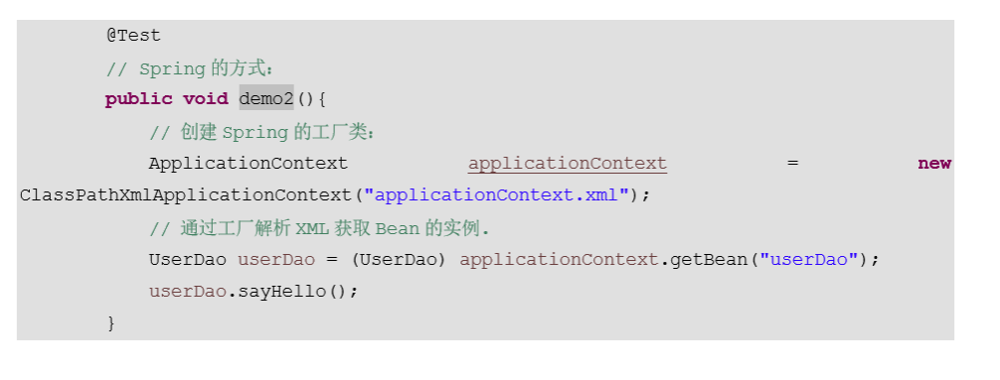 @Test
// Spring 的方式:
public void demo2(){
// 创建 Spring 的工厂类:
ApplicationContext applicationContext = new
ClassPathXmlApplicationContext("applicationContext.xml");
// 通过工厂解析 XML 获取 Bean 的实例.
UserDao userDao = (UserDao) applicationContext.getBean("userDao");
userDao.sayHello();
}